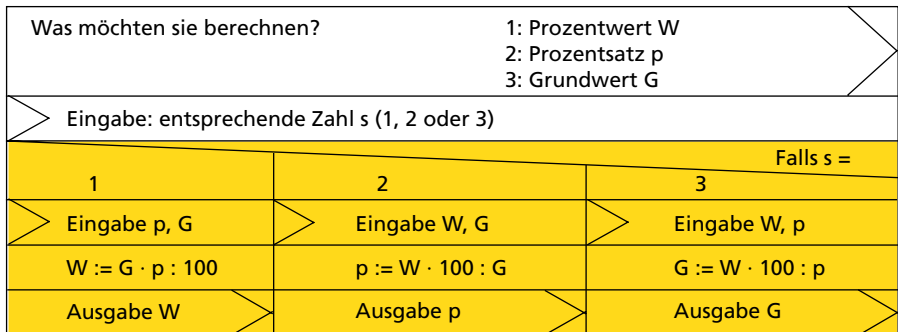 Was möchten sie berechnen? 1: Prozentwert W
2: Prozentsatz p
3: Grundwert G
Eingabe: entsprechende Zahl s (1, 2 oder 3)
Falls s =
1 2 3
Eingabe p, G Eingabe W, G Eingabe W, p
W := G · p : 100 p := W · 100 : G G := W · 100 : p
Ausgabe W Ausgabe p Ausgabe G